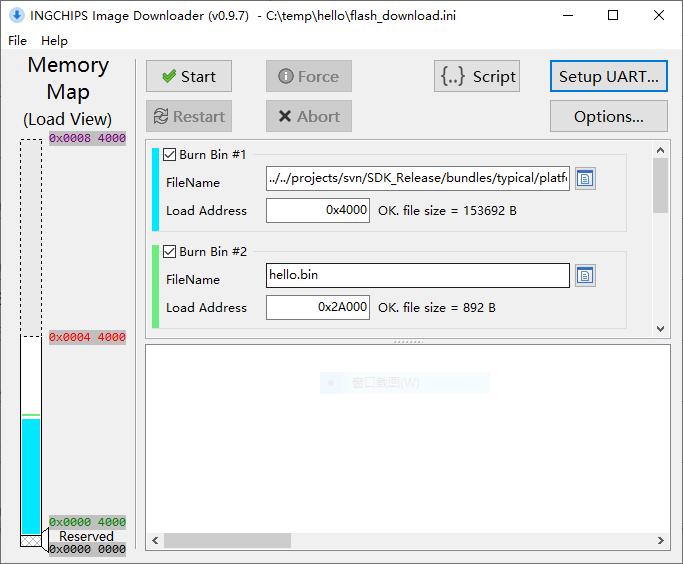 INGCHIPS Image Downloader (v0.9.7) - C:\temp\hello\flash_download.ini
File Help
Memory
Map
(Load View)
0x0008 4000
0x0004 4000
0x0000 4000
Reserved
0x0000 0000
Start
Force
{..} Script
Setup UART...
Restart
Abort
Options...
Burn Bin #1
FileName ../../projects/svn/SDK_Release/bundles/typical/platf
Load Address 0x4000 OK. file size = 153692 B
Burn Bin #2
FileName hello.bin
Load Address 0x2A000 OK. file size = 892 B
窗口截图(W)